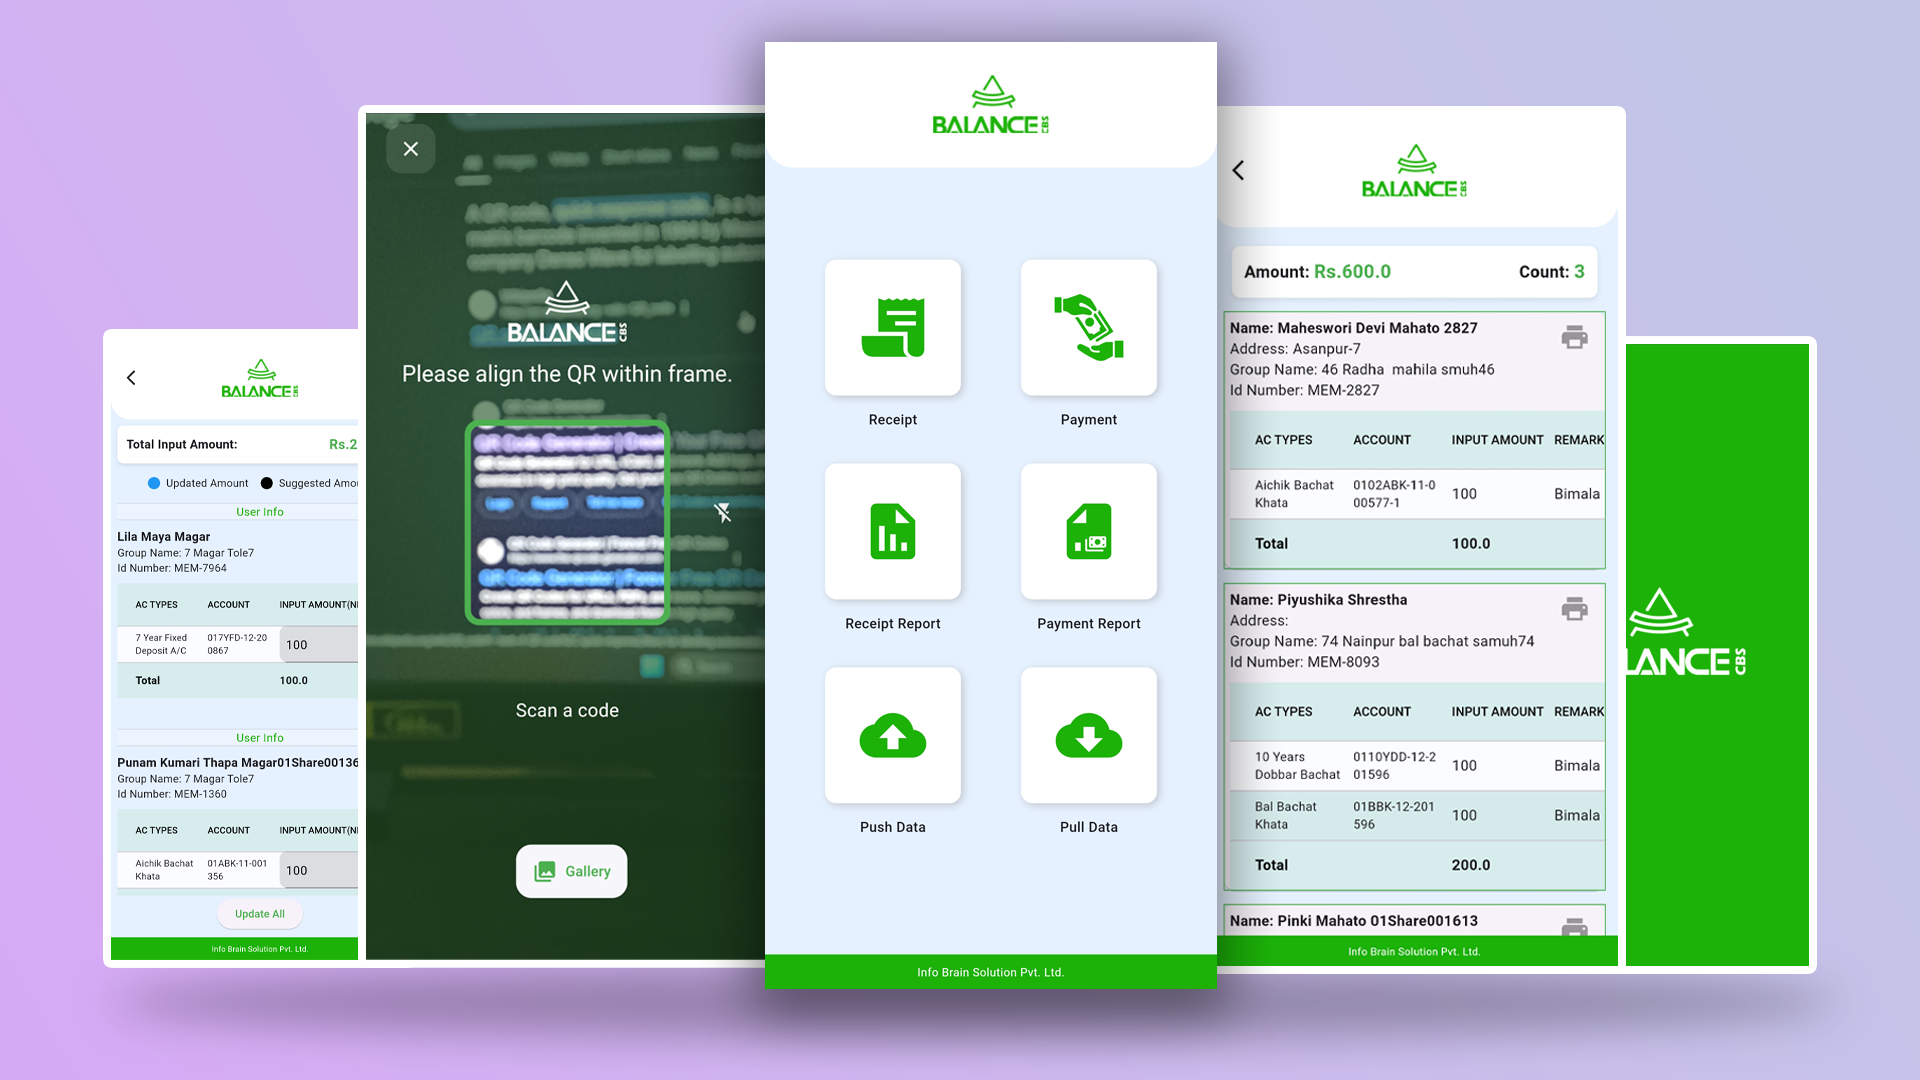 BALANCE CBS
Total Input Amount: Rs.2
Updated Amount Suggested Amou
User Info
Lila Maya Magar
Group Name: 7 Magar Tole7
Id Number: MEM-7964
AC TYPES ACCOUNT INPUT AMOUNT(N
7 Year Fixed 017YFD-12-20 100
Deposit A/C 0867
Total 100.0
User Info
Punam Kumari Thapa Magar01Share00136
Group Name: 7 Magar Tole7
Id Number: MEM-1360
AC TYPES ACCOUNT INPUT AMOUNT(N
Aichik Bachat 01ABK-11-001 100
Khata 356
Update All
Info Brain Solution Pvt. Ltd.
BALANCE CBS
Please align the QR within frame.
Scan a code
Gallery
BALANCE CBS
Receipt Payment
Receipt Report Payment Report
Push Data Pull Data
Info Brain Solution Pvt. Ltd.
BALANCE CBS
Amount: Rs.600.0 Count: 3
Name: Maheswori Devi Mahato 2827
Address: Asanpur-7
Group Name: 46 Radha mahila smuh46
Id Number: MEM-2827
AC TYPES ACCOUNT INPUT AMOUNT REMARK
Aichik Bachat 0102ABK-11-0 100 Bimala
Khata 000577-1
Total 100.0
Name: Piyushika Shrestha
Address:
Group Name: 74 Nainpur bal bachat samuh74
Id Number: MEM-8093
AC TYPES ACCOUNT INPUT AMOUNT REMARK
10 Years 0110YDD-12-2 100 Bimala
Dobbar Bachat 01596
Bal Bachat 01BBK-12-201 100 Bimala
Khata 596
Total 200.0
Name: Pinki Mahato 01Share001613
Info Brain Solution Pvt. Ltd.
LANCE CBS